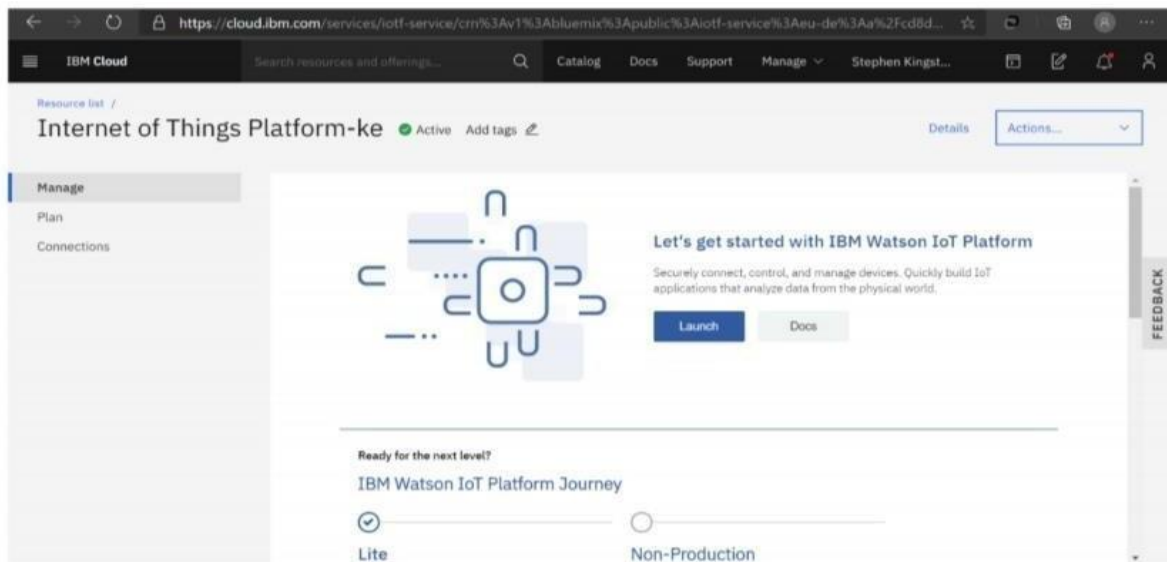 https://cloud.ibm.com/services/iotf-service/crn%3Av1%3Abluemix%3Apublic%3Aiotf-service%3Aeu-de%3Aa%2Fcd8d...
IBM Cloud Search resources and offerings... Catalog Docs Support Manage Stephen Kingst...
Resource list /
Internet of Things Platform-ke Active Add tags Details Actions...
Manage
Plan
Connections
Let's get started with IBM Watson IoT Platform
Securely connect, control, and manage devices. Quickly build IoT
applications that analyze data from the physical world.
Launch Docs
FEEDBACK
Ready for the next level?
IBM Watson IoT Platform Journey
Lite Non-Production